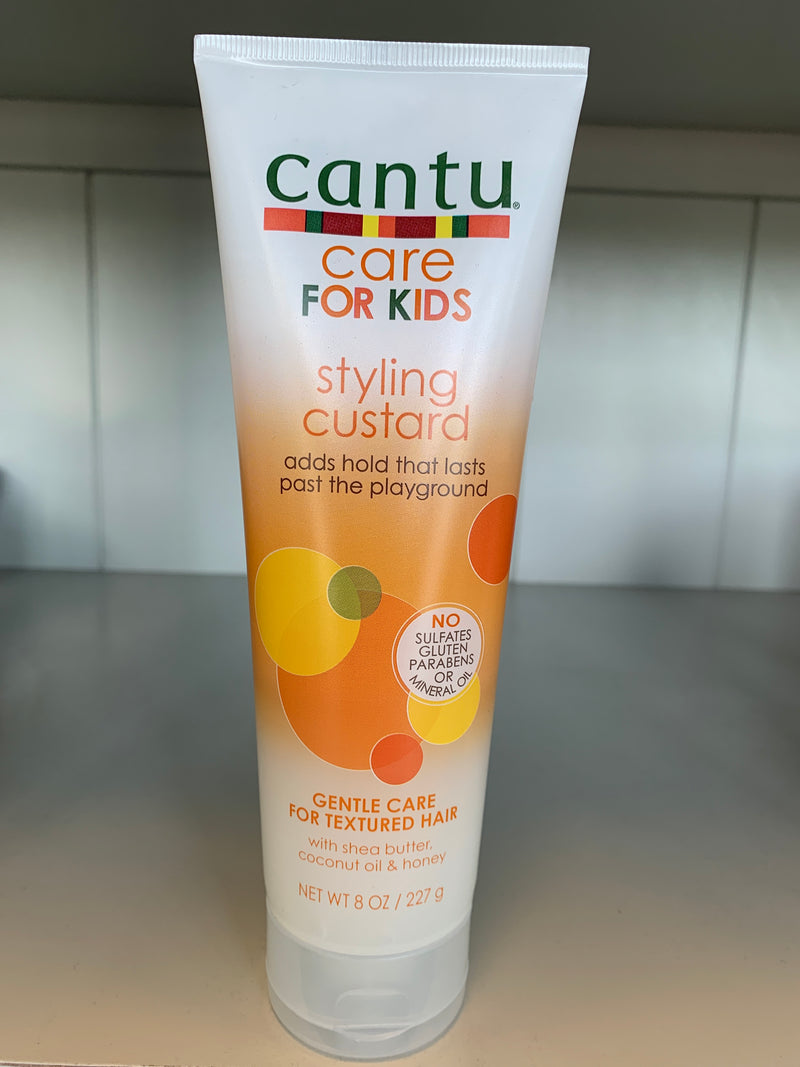 cantu®
care
FOR KIDS
styling
custard
adds hold that lasts
past the playground
NO
SULFATES
GLUTEN
PARABENS
OR
MINERAL OIL
GENTLE CARE
FOR TEXTURED HAIR
with shea butter,
coconut oil & honey
NET WT 8 OZ / 227 g